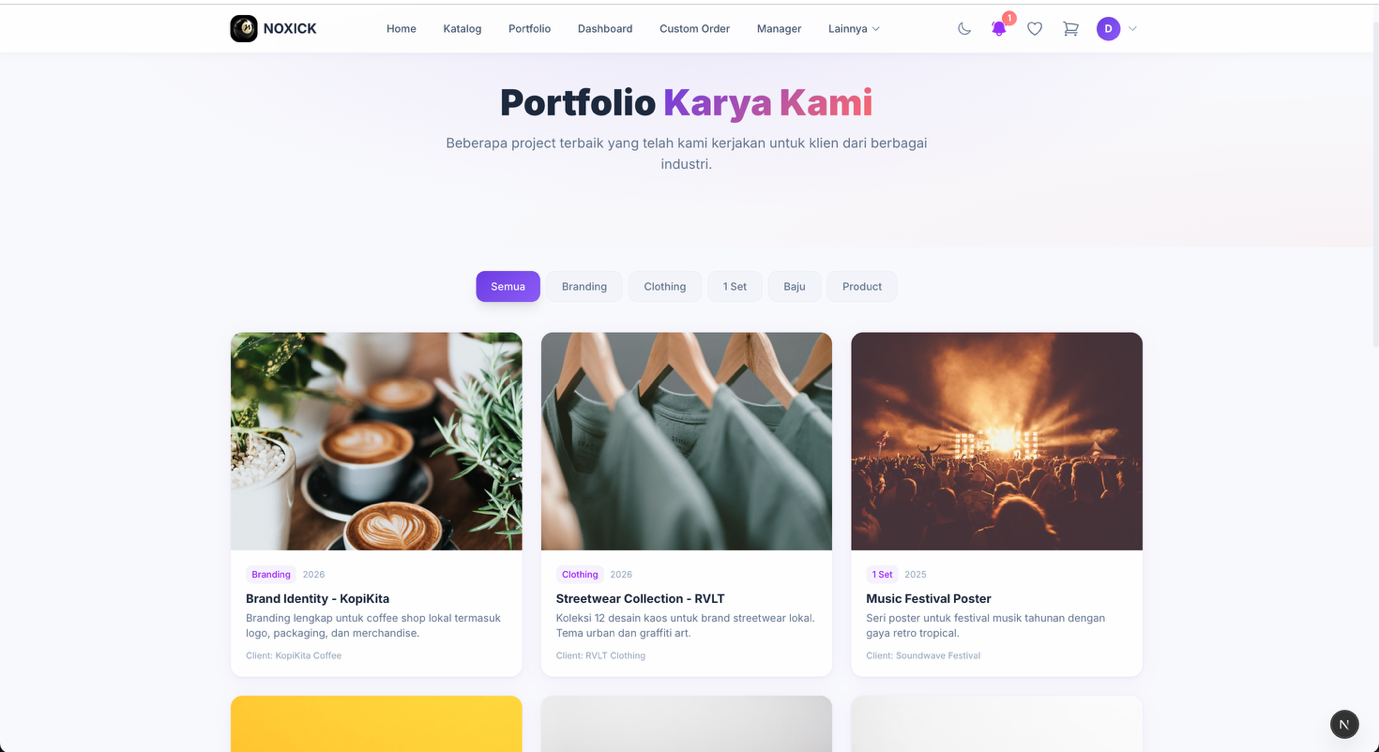 NOXICK
Home
Katalog
Portfolio
Dashboard
Custom Order
Manager
Lainnya
1
D
Portfolio Karya Kami
Beberapa project terbaik yang telah kami kerjakan untuk klien dari berbagai
industri.
Semua
Branding
Clothing
1 Set
Baju
Product
Branding 2026
Brand Identity - KopiKita
Branding lengkap untuk coffee shop lokal termasuk
logo, packaging, dan merchandise.
Client: KopiKita Coffee
Clothing 2026
Streetwear Collection - RVLT
Koleksi 12 desain kaos untuk brand streetwear lokal.
Tema urban dan graffiti art.
Client: RVLT Clothing
1 Set 2025
Music Festival Poster
Seri poster untuk festival musik tahunan dengan
gaya retro tropical.
Client: Soundwave Festival
N